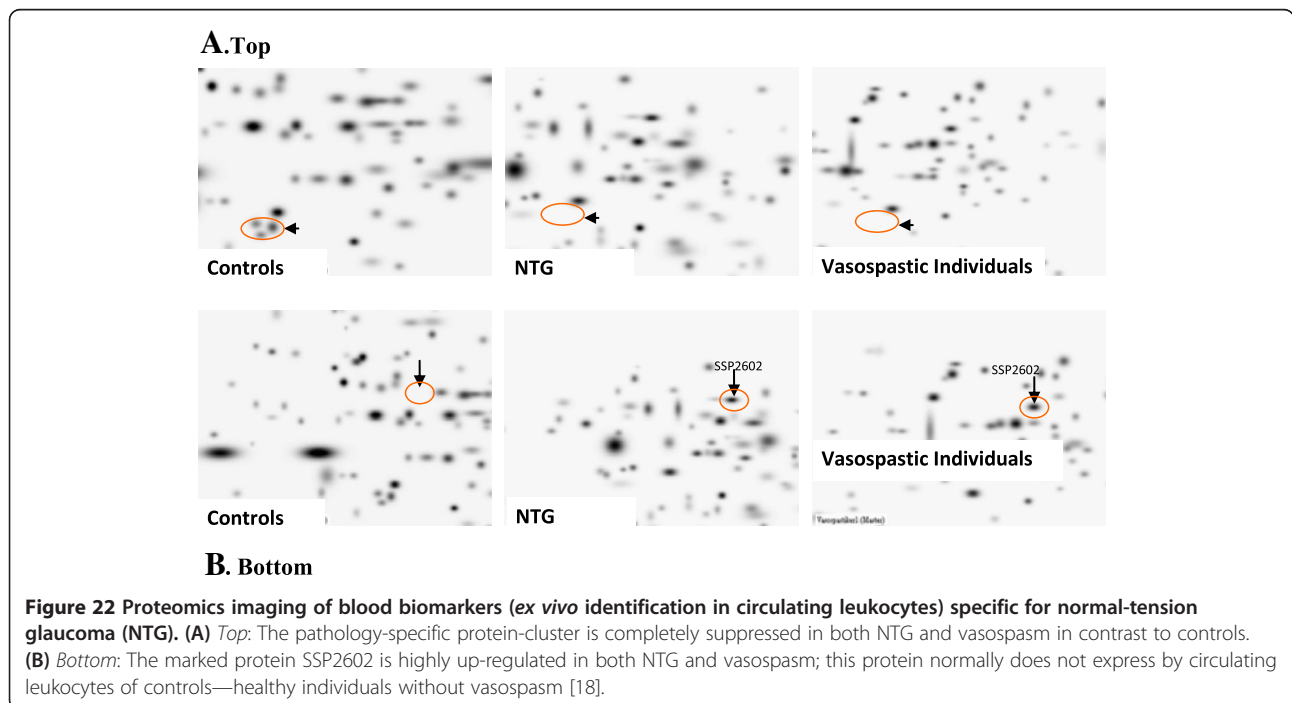 A.Top
Controls
NTG
Vasospastic Individuals
SSP2602
SSP2602
Controls
NTG
Vasospastic Individuals
Vasospastiker1 (Master)
B. Bottom
Figure 22 Proteomics imaging of blood biomarkers (ex vivo identification in circulating leukocytes) specific for normal-tension
glaucoma (NTG). (A) Top: The pathology-specific protein-cluster is completely suppressed in both NTG and vasospasm in contrast to controls.
(B) Bottom: The marked protein SSP2602 is highly up-regulated in both NTG and vasospasm; this protein normally does not express by circulating
leukocytes of controls—healthy individuals without vasospasm [18].